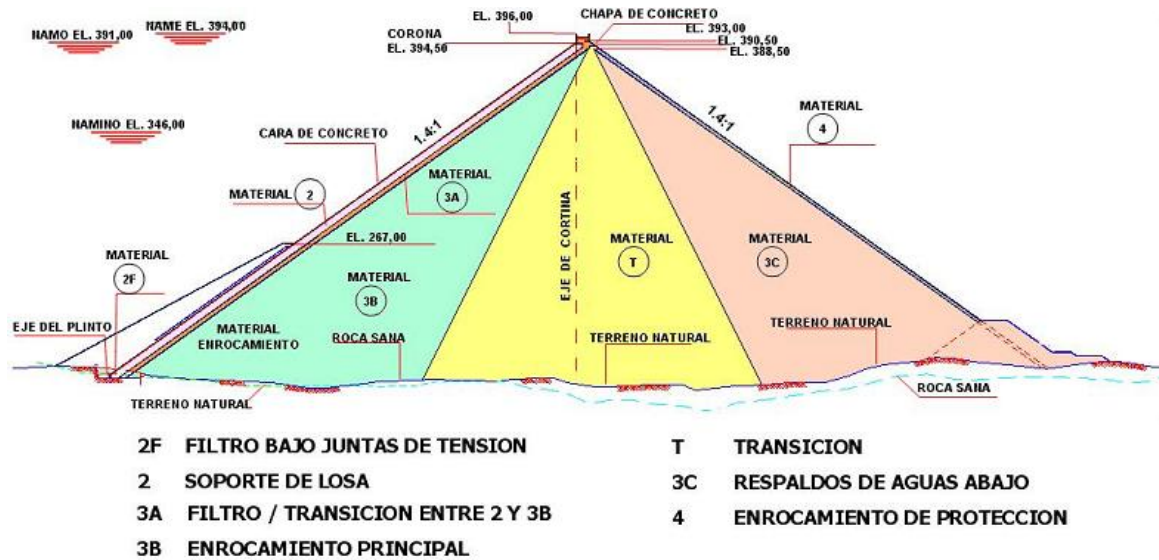 NAMO EL. 391,00
NAME EL. 394,00
NAMINO EL. 346,00
EL. 396,00
CORONA
EL. 394,50
CHAPA DE CONCRETO
EL. 393,00
EL. 390,50
EL. 388,50
1.4:1
1.4:1
CARA DE CONCRETO
MATERIAL
4
MATERIAL
3A
MATERIAL 2
EL. 267,00
MATERIAL
2F
MATERIAL
3B
EJE DE CORTINA
MATERIAL
T
MATERIAL
3C
EJE DEL PLINTO
MATERIAL
ENROCAMIENTO
ROCA SANA
TERRENO NATURAL
TERRENO NATURAL
TERRENO NATURAL
ROCA SANA
2F FILTRO BAJO JUNTAS DE TENSION
2 SOPORTE DE LOSA
3A FILTRO / TRANSICION ENTRE 2 Y 3B
3B ENROCAMIENTO PRINCIPAL
T TRANSICION
3C RESPALDOS DE AGUAS ABAJO
4 ENROCAMIENTO DE PROTECCION